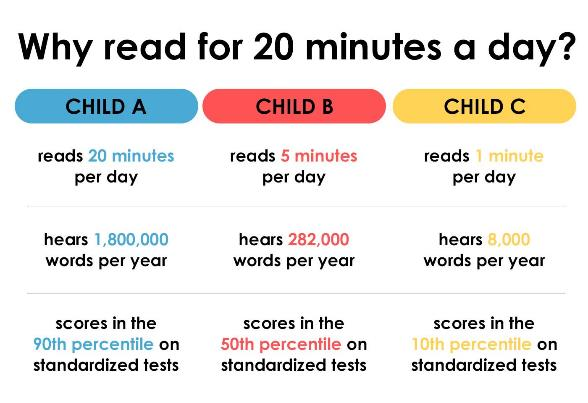 Why read for 20 minutes a day?
CHILD A
CHILD B
CHILD C
reads 20 minutes
per day
reads 5 minutes
per day
reads 1 minute
per day
hears 1,800,000
words per year
hears 282,000
words per year
hears 8,000
words per year
scores in the
90th percentile on
standardized tests
scores in the
50th percentile on
standardized tests
scores in the
10th percentile on
standardized tests